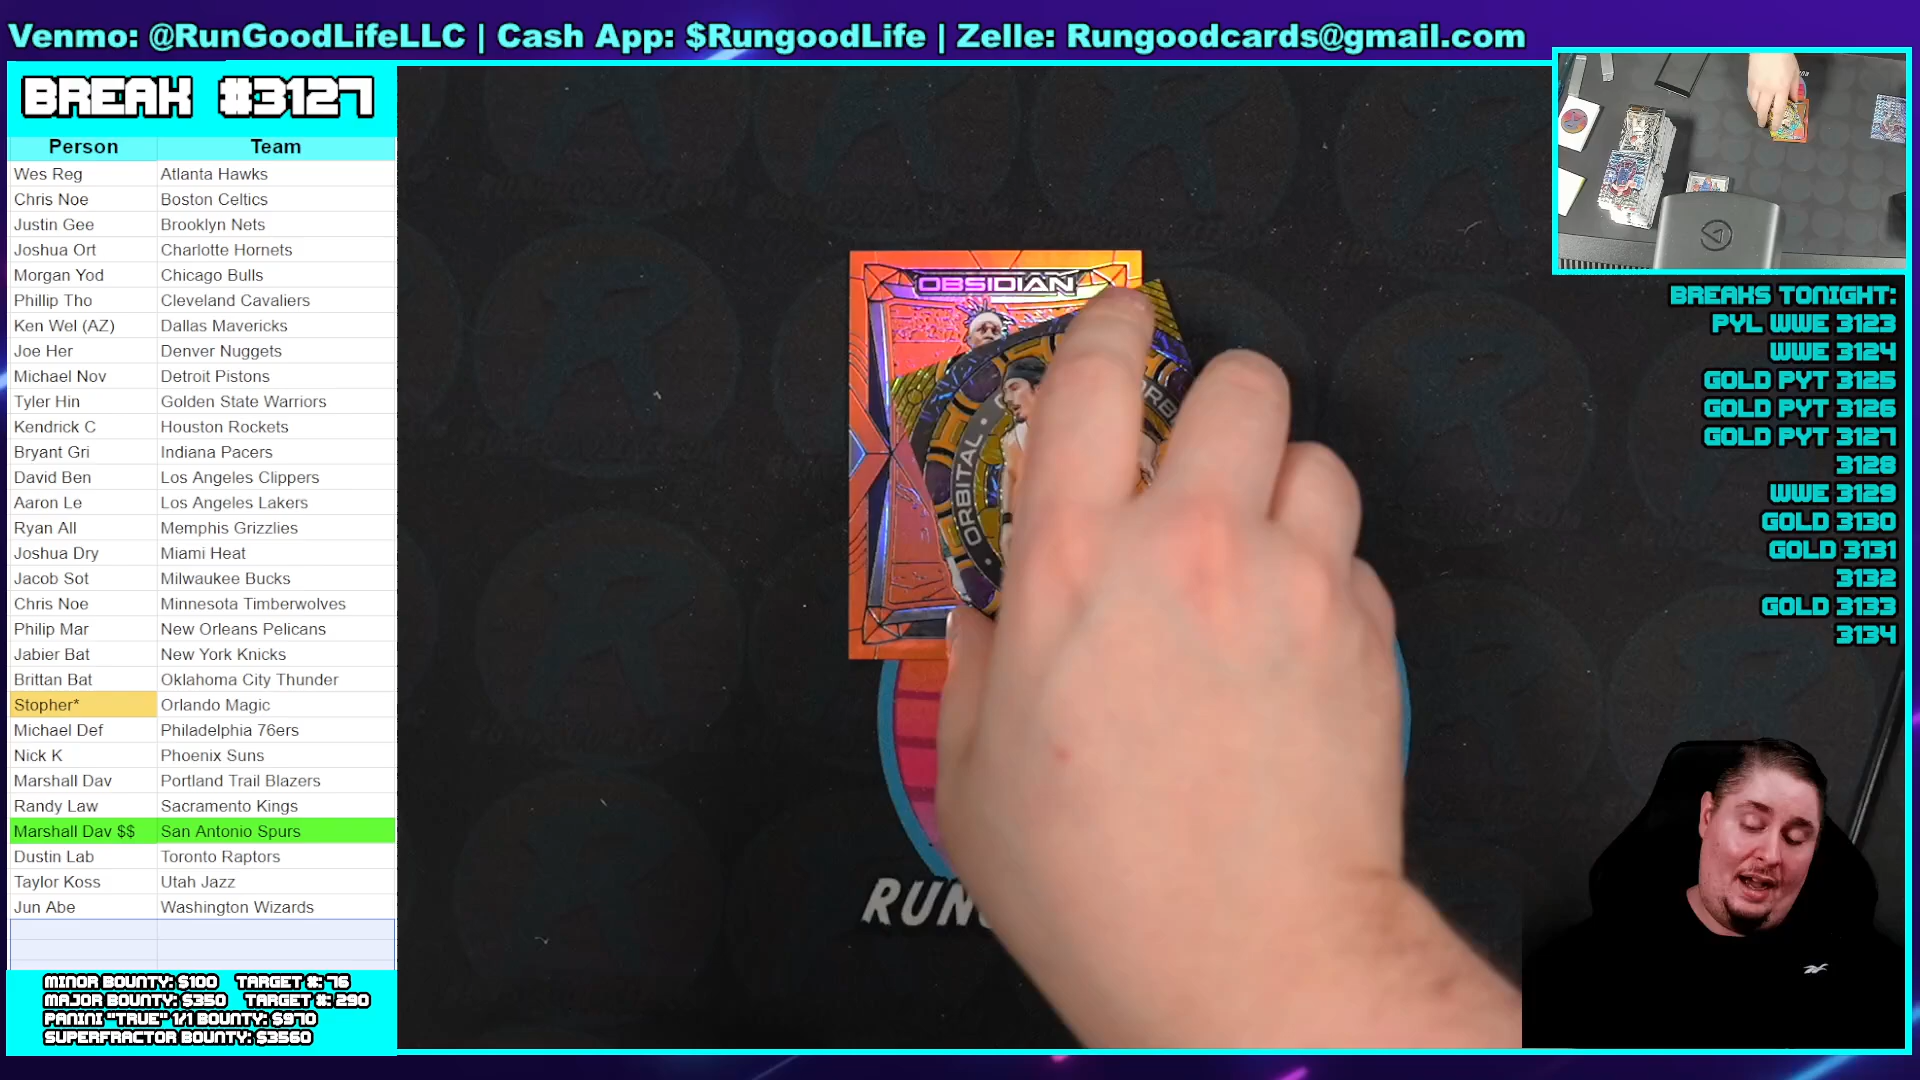 Venmo: @RunGoodLifeLLC | Cash App: $RungoodLife | Zelle: Rungoodcards@gmail.com
BREAK #3127
Person Team
Wes Reg Atlanta Hawks
Chris Noe Boston Celtics
Justin Gee Brooklyn Nets
Joshua Ort Charlotte Hornets
Morgan Yod Chicago Bulls
Phillip Tho Cleveland Cavaliers
Ken Wel (AZ) Dallas Mavericks
Joe Her Denver Nuggets
Michael Nov Detroit Pistons
Tyler Hin Golden State Warriors
Kendrick C Houston Rockets
Bryant Gri Indiana Pacers
David Ben Los Angeles Clippers
Aaron Le Los Angeles Lakers
Ryan All Memphis Grizzlies
Joshua Dry Miami Heat
Jacob Sot Milwaukee Bucks
Chris Noe Minnesota Timberwolves
Philip Mar New Orleans Pelicans
Jabier Bat New York Knicks
Brittan Bat Oklahoma City Thunder
Stopher* Orlando Magic
Michael Def Philadelphia 76ers
Nick K Phoenix Suns
Marshall Dav Portland Trail Blazers
Randy Law Sacramento Kings
Marshall Dav $$ San Antonio Spurs
Dustin Lab Toronto Raptors
Taylor Koss Utah Jazz
Jun Abe Washington Wizards
MINOR BOUNTY: $100 TARGET #: 76
MAJOR BOUNTY: $350 TARGET #: 290
PANINI "TRUE" 1/1 BOUNTY: $970
SUPERFRACTOR BOUNTY: $3560
OBSIDIAN
ORBITAL
ORBI
RUN
BREAKS TONIGHT:
PYL WWE 3123
WWE 3124
GOLD PYT 3125
GOLD PYT 3126
GOLD PYT 3127
3128
WWE 3129
GOLD 3130
GOLD 3131
3132
GOLD 3133
3134